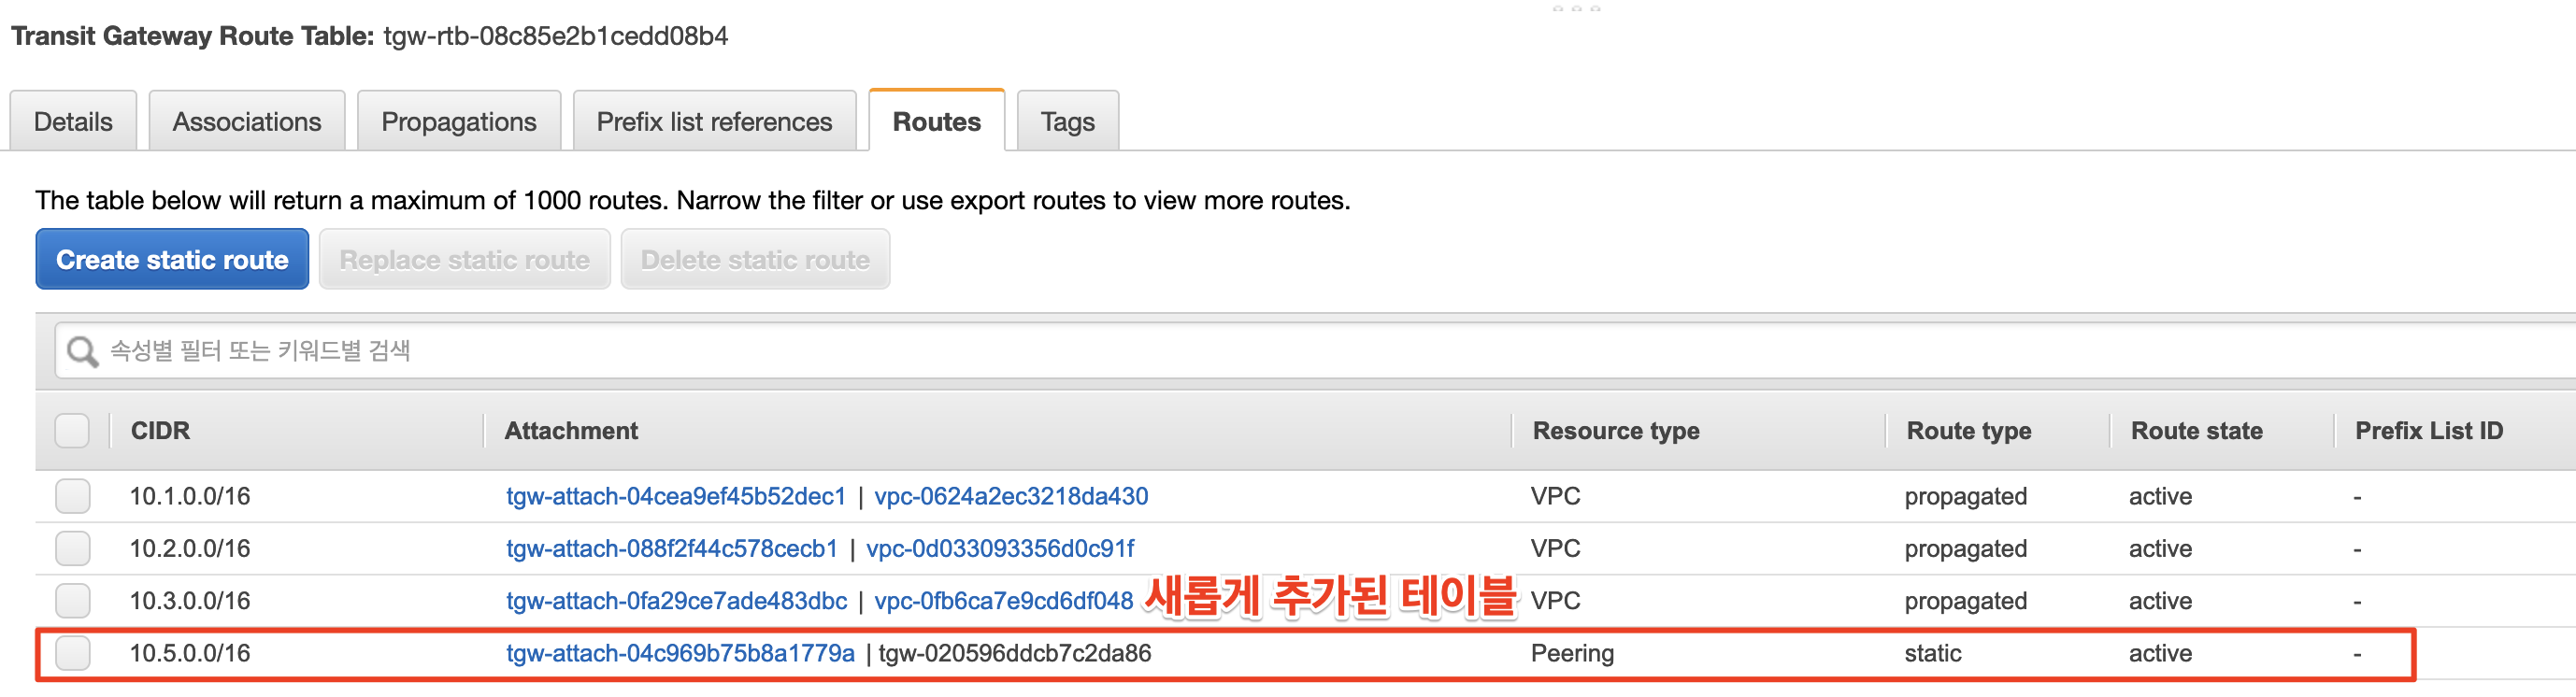 Transit Gateway Route Table: tgw-rtb-08c85e2b1cedd08b4
Details Associations Propagations Prefix list references Routes Tags
The table below will return a maximum of 1000 routes. Narrow the filter or use export routes to view more routes.
Create static route Replace static route Delete static route
속성별 필터 또는 키워드별 검색
CIDR Attachment Resource type Route type Route state Prefix List ID
10.1.0.0/16 tgw-attach-04cea9ef45b52dec1 | vpc-0624a2ec3218da430 VPC propagated active -
10.2.0.0/16 tgw-attach-088f2f44c578cecb1 | vpc-0d033093356d0c91f VPC propagated active -
10.3.0.0/16 tgw-attach-0fa29ce7ade483dbc | vpc-0fb6ca7e9cd6df048 새롭게 추가된 테이블 VPC propagated active -
10.5.0.0/16 tgw-attach-04c969b75b8a1779a | tgw-020596ddcb7c2da86 Peering static active -